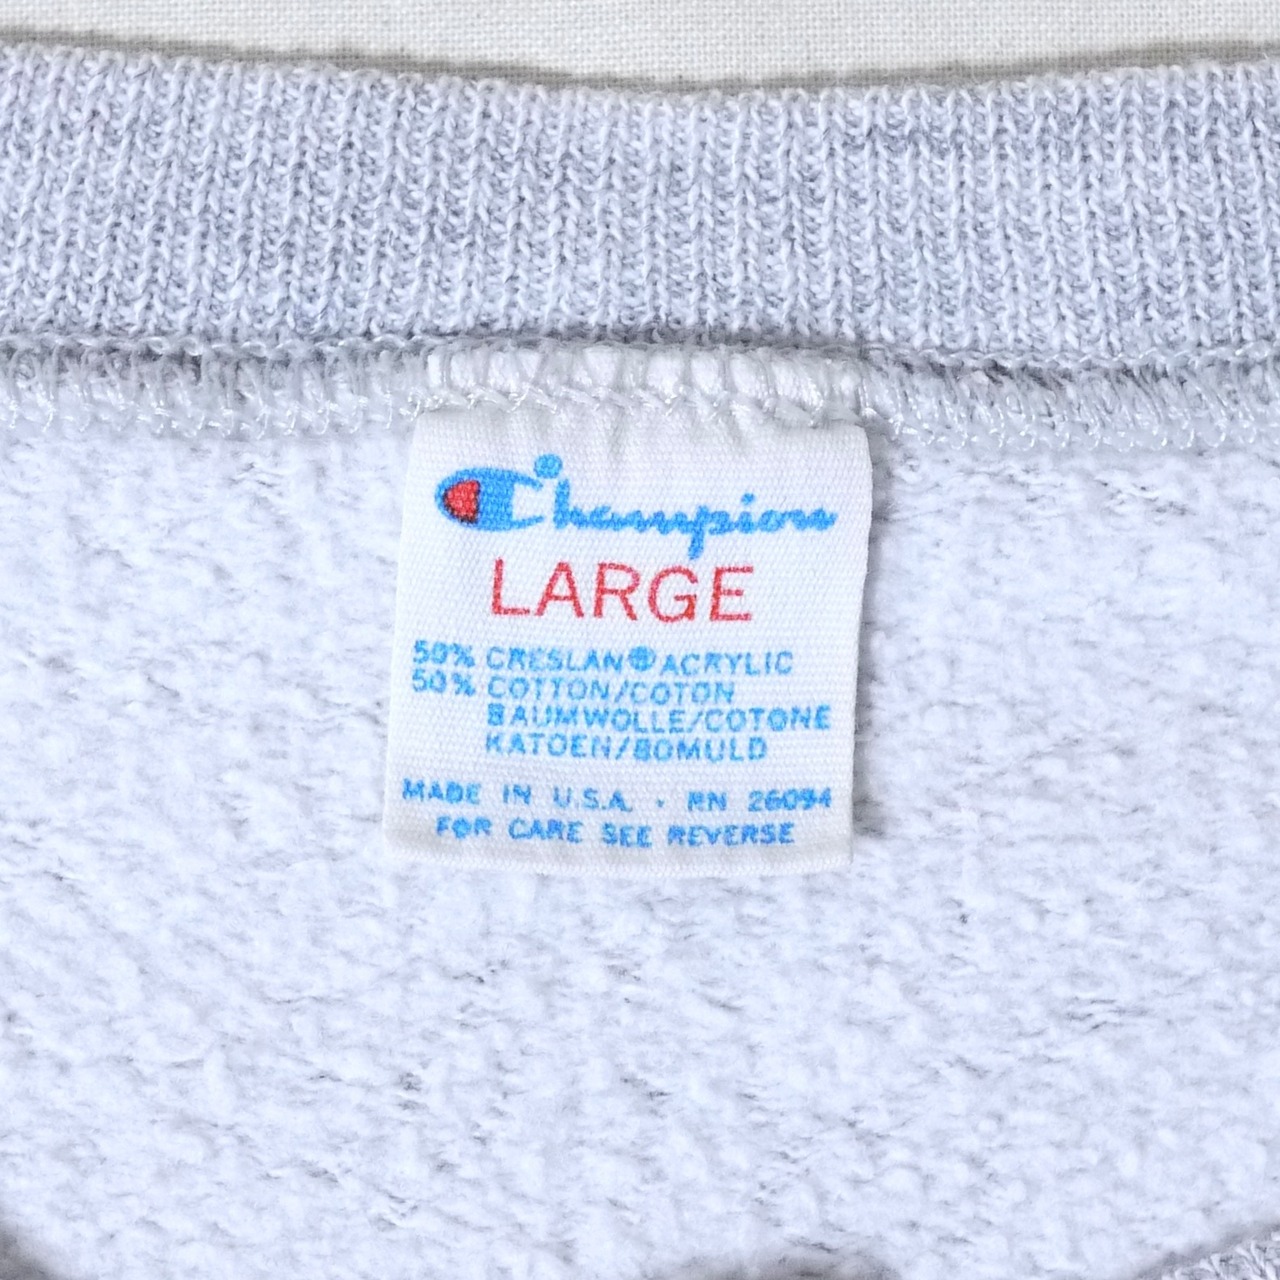 Champion
LARGE
50% CRESLAN® ACRYLIC
50% COTTON/COTON
BAUMWOLLE/COTONE
KATOEN/BOMULD
MADE IN U.S.A. · RN 26094
FOR CARE SEE REVERSE